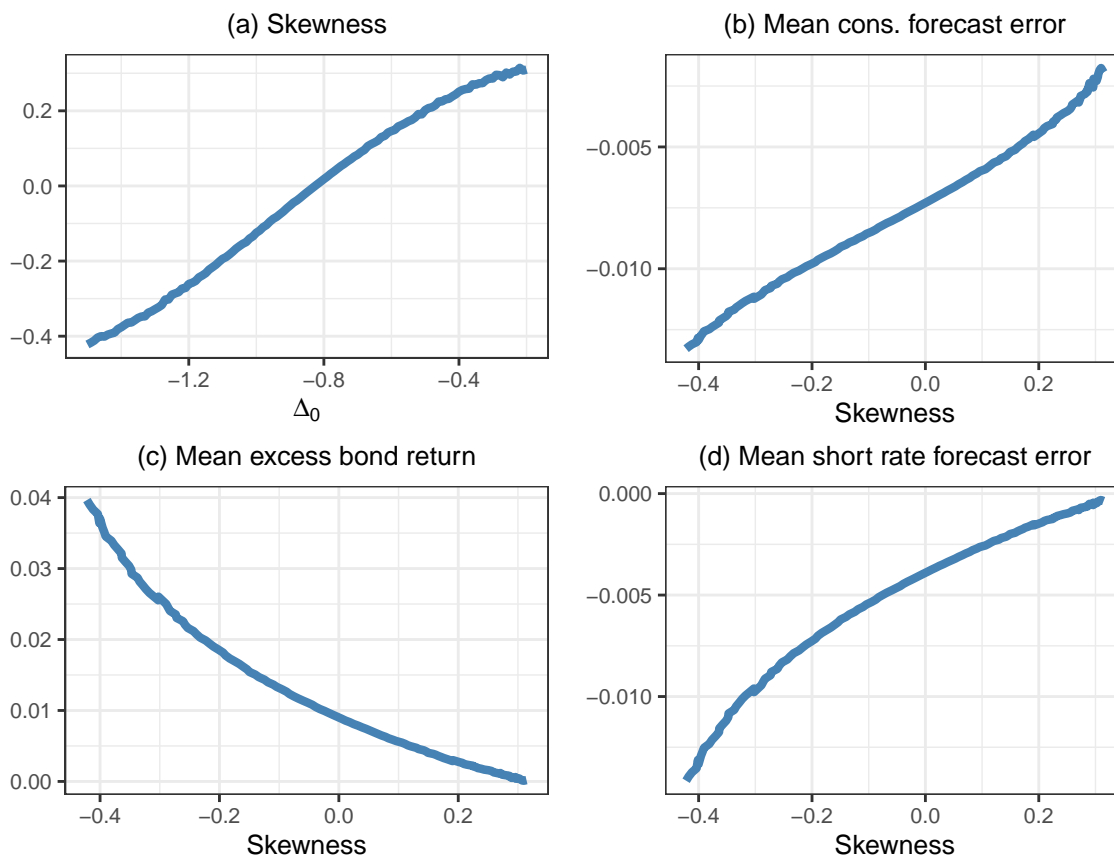 (a) Skewness
0.2
0.0
−0.2
−0.4
−1.2 −0.8 −0.4
Δ0
(b) Mean cons. forecast error
−0.005
−0.010
−0.4 −0.2 0.0 0.2
Skewness
(c) Mean excess bond return
0.04
0.03
0.02
0.01
0.00
−0.4 −0.2 0.0 0.2
Skewness
(d) Mean short rate forecast error
0.000
−0.005
−0.010
−0.4 −0.2 0.0 0.2
Skewness